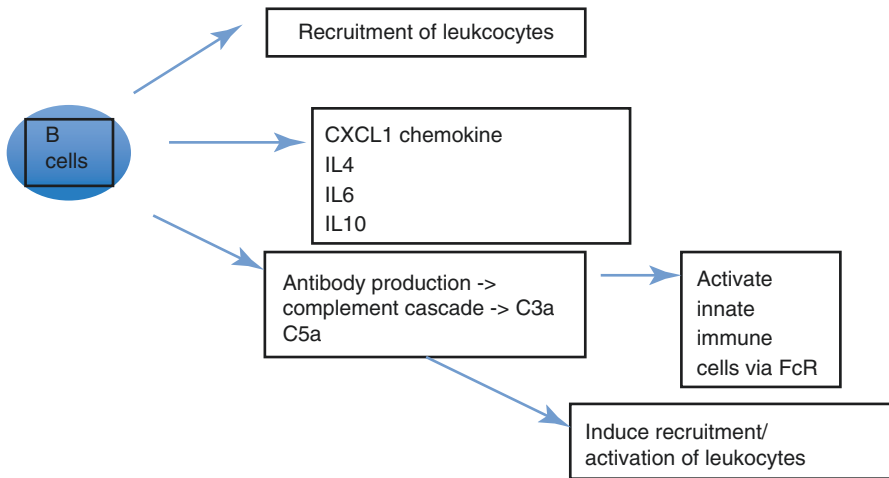 Recruitment of leukcocytes
B
cells
CXCL1 chemokine
IL4
IL6
IL10
Antibody production ->
complement cascade -> C3a
C5a
Activate
innate
immune
cells via FcR
Induce recruitment/
activation of leukocytes